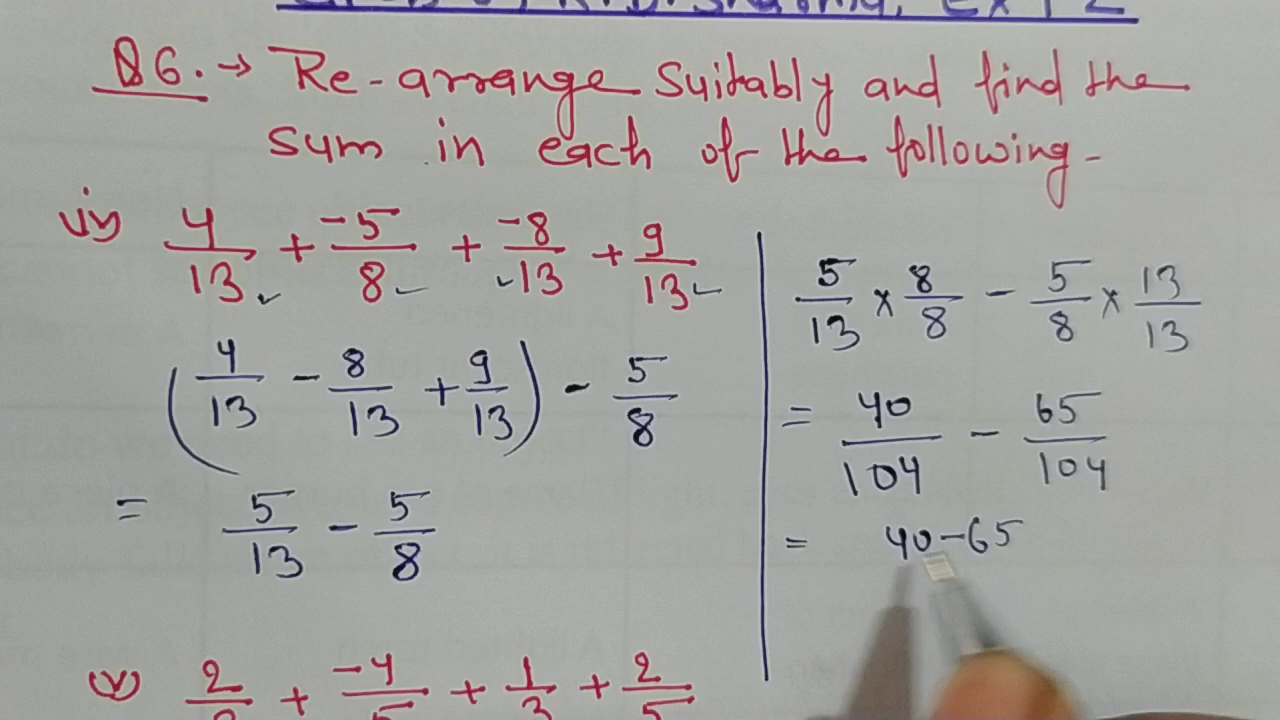 Q6. → Re-arrange suitably and find the
sum in each of the following-
iv) 4/13 + -5/8 + -8/13 + 9/13
(4/13 - 8/13 + 9/13) - 5/8
= 5/13 - 5/8
5/13 × 8/8 - 5/8 × 13/13
= 40/104 - 65/104
= 40-65
(v) 2/3 + -4/5 + 1/3 + 2/5